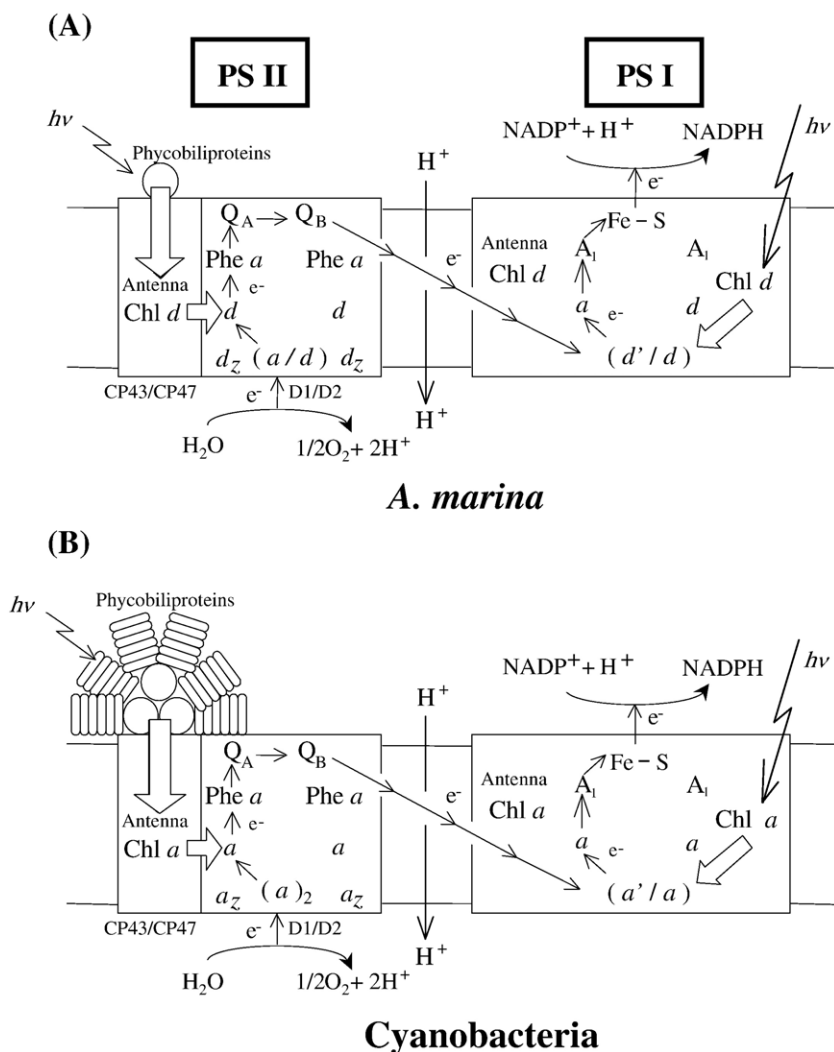 (A)
PS II
PS I
hν
Phycobiliproteins
H⁺
NADP⁺ + H⁺
NADPH
hν
e⁻
Q_A → Q_B
Fe – S
Phe a
Phe a
e⁻
Antenna
Chl d
A₁
A₁
Antenna
Chl d
e⁻
d
d
Chl d
a
e⁻
d
d_Z
(a/d)
d_Z
(d'/d)
CP43/CP47
e⁻
D1/D2
H⁺
H₂O
1/2O₂ + 2H⁺
A. marina
(B)
hν
Phycobiliproteins
H⁺
NADP⁺ + H⁺
NADPH
hν
e⁻
Q_A → Q_B
Fe – S
Phe a
Phe a
e⁻
Antenna
Chl a
A₁
A₁
Antenna
Chl a
e⁻
a
a
Chl a
a
e⁻
a
a_Z
(a)₂
a_Z
(a'/a)
CP43/CP47
e⁻
D1/D2
H⁺
H₂O
1/2O₂ + 2H⁺
Cyanobacteria